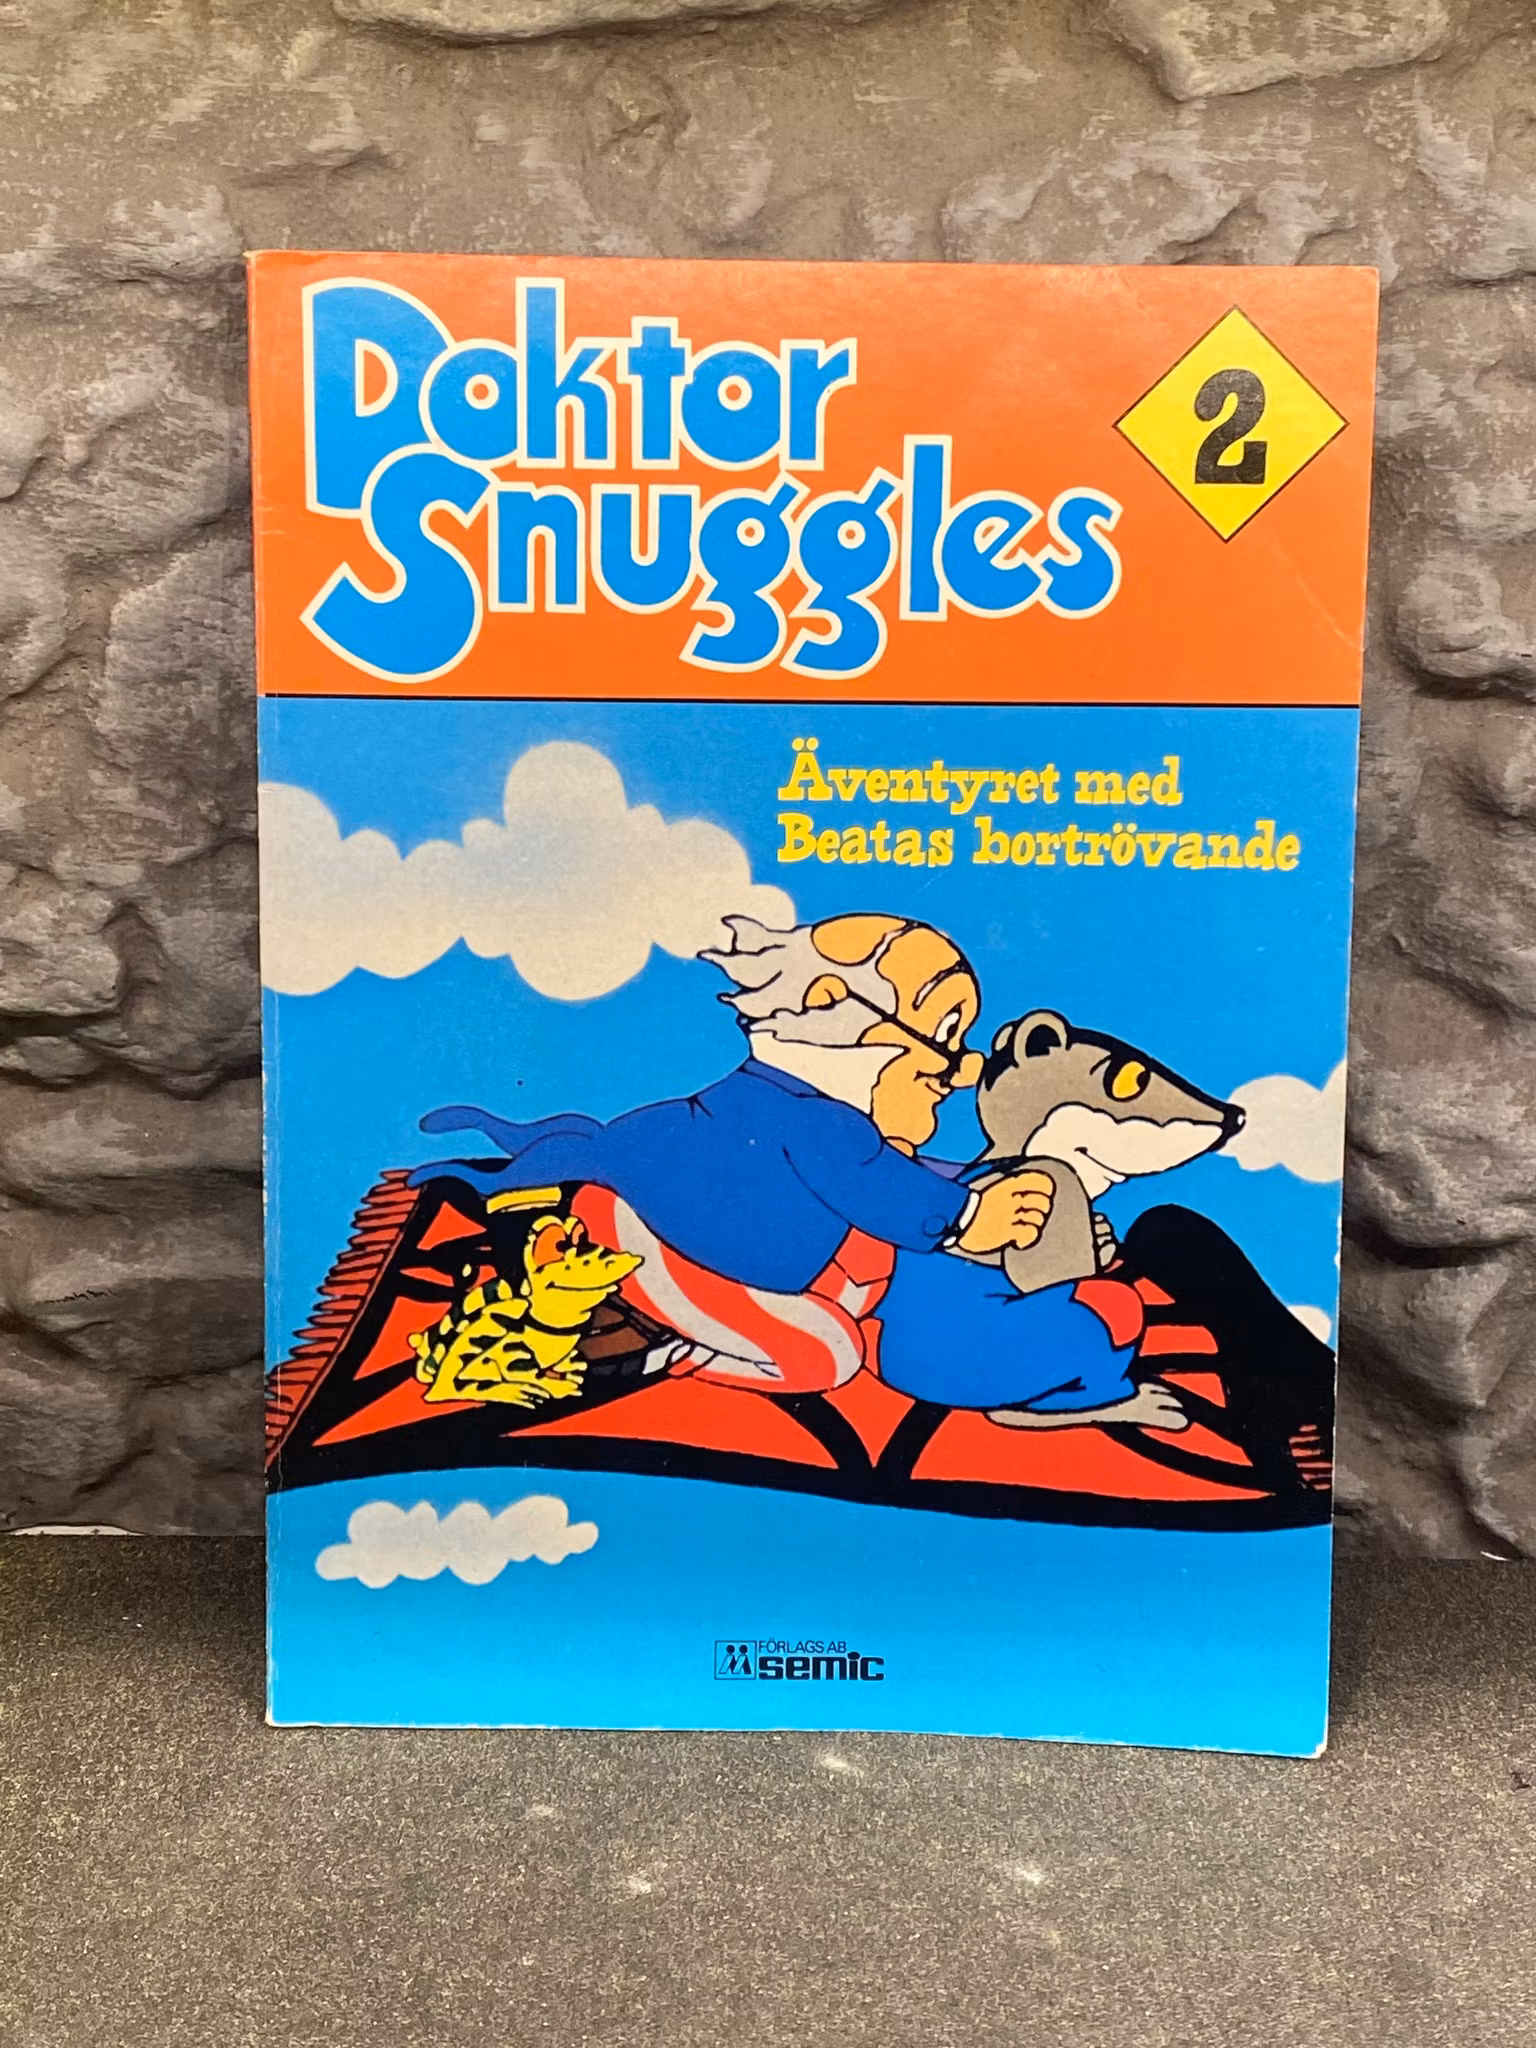 Doktor
Snuggles
2
Äventyret med
Beatas bortrövande
FÖRLAGS AB
semic